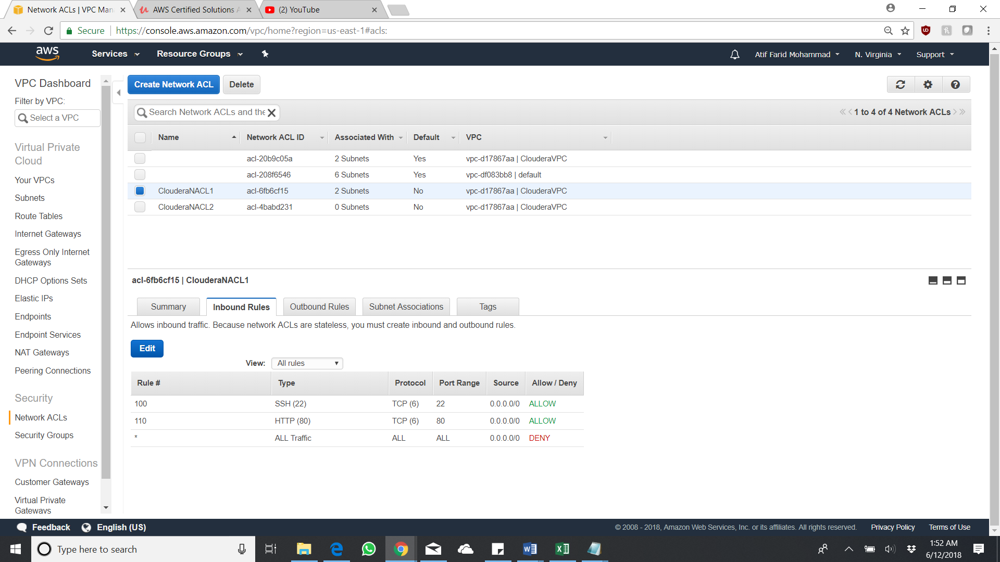 Network ACLs | VPC Man
AWS Certified Solutions A
(2) YouTube
Secure
https://console.aws.amazon.com/vpc/home?region=us-east-1#acls:
aws
Services
Resource Groups
Atif Farid Mohammad
N. Virginia
Support
VPC Dashboard
Filter by VPC:
Select a VPC
Virtual Private
Cloud
Your VPCs
Subnets
Route Tables
Internet Gateways
Egress Only Internet
Gateways
DHCP Options Sets
Elastic IPs
Endpoints
Endpoint Services
NAT Gateways
Peering Connections
Security
Network ACLs
Security Groups
VPN Connections
Customer Gateways
Virtual Private
Gateways
Create Network ACL
Delete
Search Network ACLs and the
1 to 4 of 4 Network ACLs
Name Network ACL ID Associated With Default VPC
acl-20b9c05a 2 Subnets Yes vpc-d17867aa | ClouderaVPC
acl-208f6546 6 Subnets Yes vpc-df083bb8 | default
ClouderaNACL1 acl-6fb6cf15 2 Subnets No vpc-d17867aa | ClouderaVPC
ClouderaNACL2 acl-4babd231 0 Subnets No vpc-d17867aa | ClouderaVPC
acl-6fb6cf15 | ClouderaNACL1
Summary
Inbound Rules
Outbound Rules
Subnet Associations
Tags
Allows inbound traffic. Because network ACLs are stateless, you must create inbound and outbound rules.
Edit
View: All rules
Rule # Type Protocol Port Range Source Allow / Deny
100 SSH (22) TCP (6) 22 0.0.0.0/0 ALLOW
110 HTTP (80) TCP (6) 80 0.0.0.0/0 ALLOW
* ALL Traffic ALL ALL 0.0.0.0/0 DENY
Feedback
English (US)
© 2008 - 2018, Amazon Web Services, Inc. or its affiliates. All rights reserved.
Privacy Policy
Terms of Use
Type here to search
1:52 AM
6/12/2018